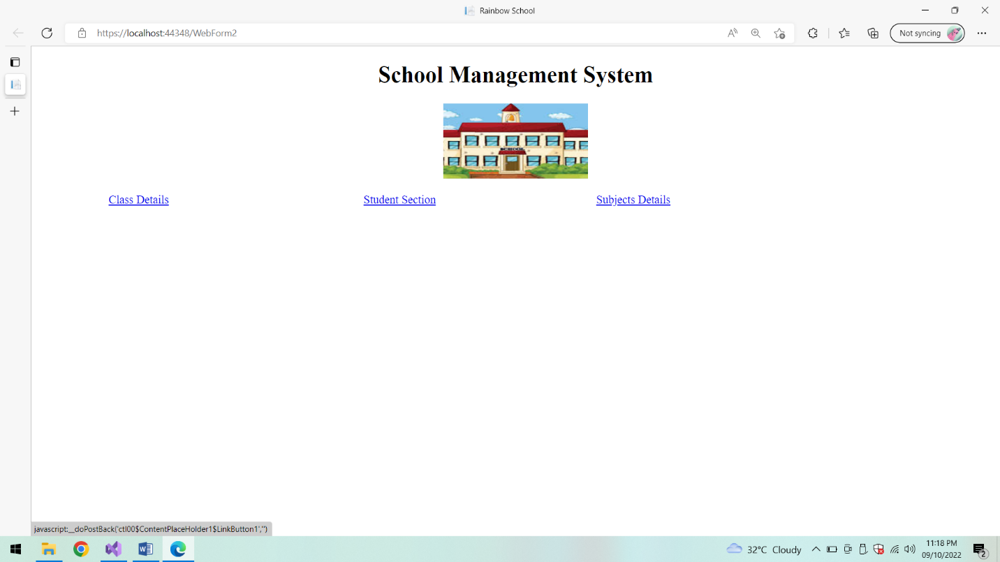 Rainbow School
https://localhost:44348/WebForm2
Not syncing
School Management System
SCHOOL
Class Details
Student Section
Subjects Details
javascript:__doPostBack('ctl00$ContentPlaceHolder1$LinkButton1','')
32°C Cloudy
11:18 PM
09/10/2022
2